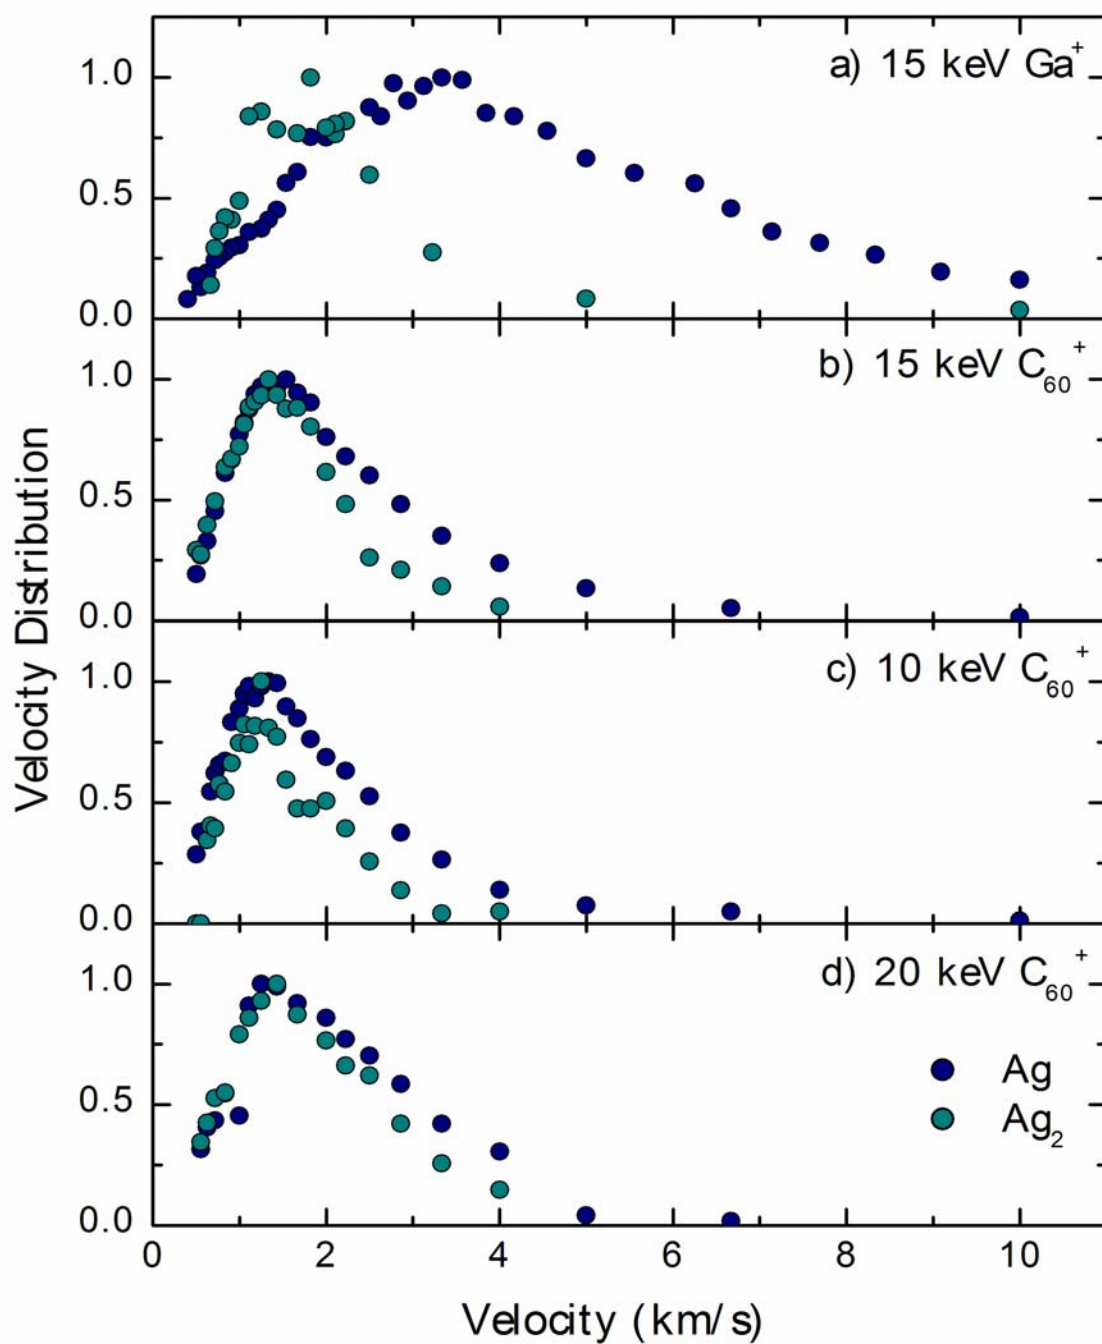 a) 15 keV Ga⁺
1.0
0.5
0.0
b) 15 keV C₆₀⁺
1.0
0.5
0.0
c) 10 keV C₆₀⁺
1.0
0.5
0.0
d) 20 keV C₆₀⁺
1.0
0.5
0.0
Ag
Ag₂
Velocity Distribution
0 2 4 6 8 10
Velocity (km/s)